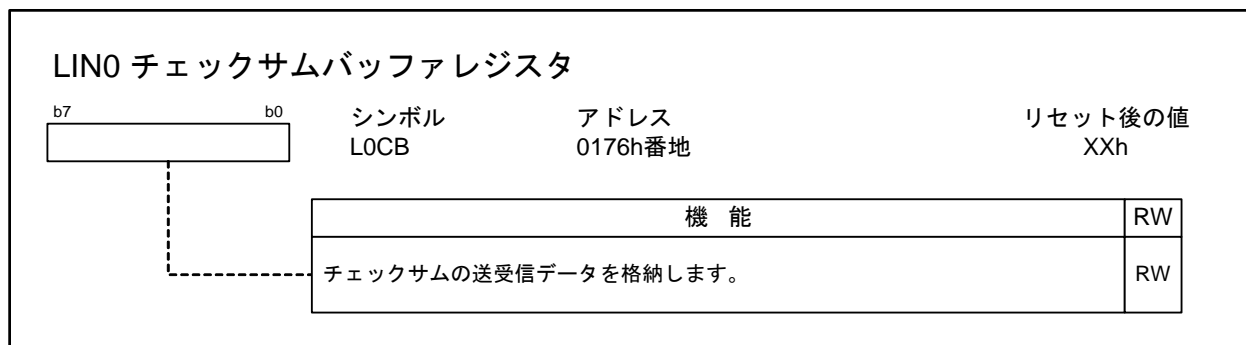 LIN0 チェックサムバッファレジスタ
b7 b0 シンボル アドレス リセット後の値
L0CB 0176h番地 XXh
機 能 RW
チェックサムの送受信データを格納します。 RW